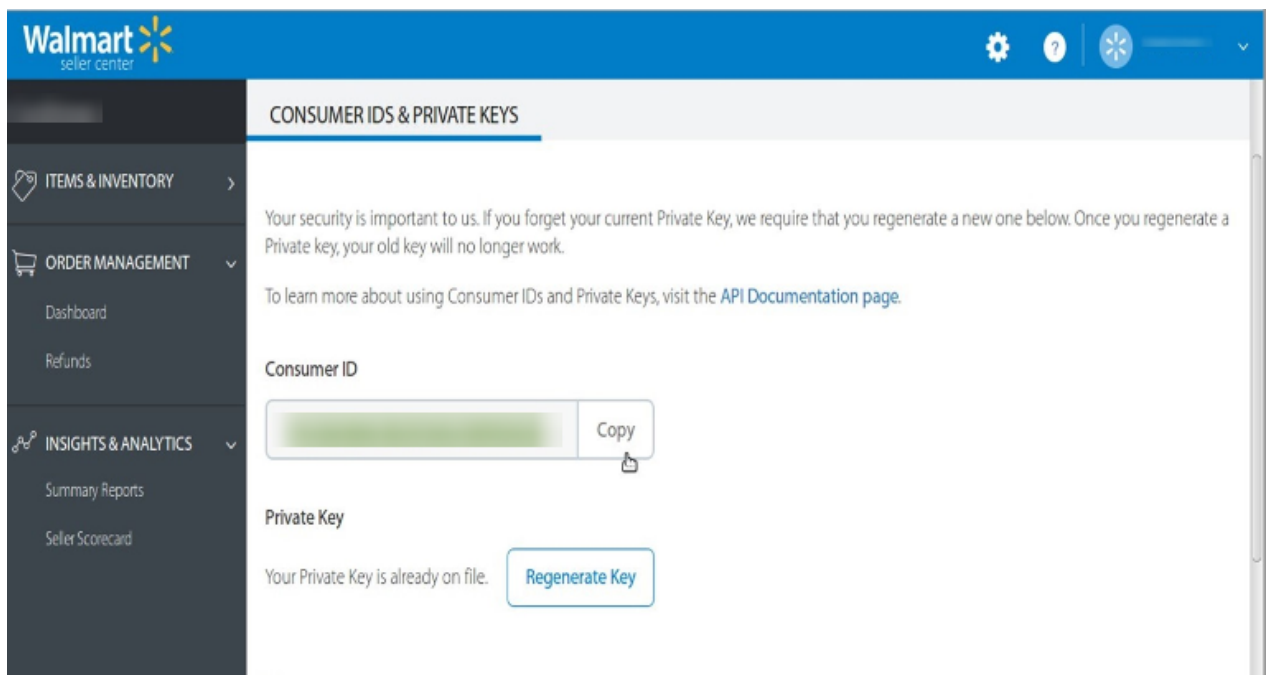 Walmart
seller center
?
CONSUMER IDS & PRIVATE KEYS
ITEMS & INVENTORY
ORDER MANAGEMENT
Dashboard
Refunds
INSIGHTS & ANALYTICS
Summary Reports
Seller Scorecard
Your security is important to us. If you forget your current Private Key, we require that you regenerate a new one below. Once you regenerate a
Private key, your old key will no longer work.
To learn more about using Consumer IDs and Private Keys, visit the API Documentation page.
Consumer ID
Copy
Private Key
Your Private Key is already on file.
Regenerate Key